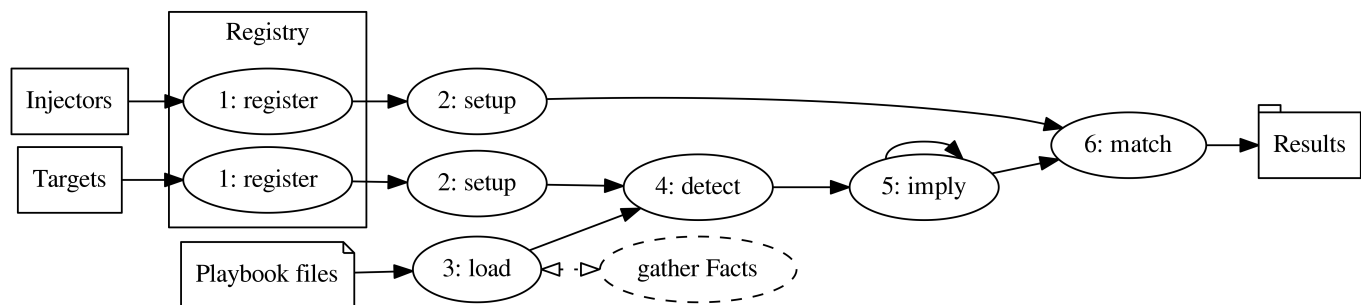 Registry
Injectors
1: register
2: setup
6: match
Results
Targets
1: register
2: setup
4: detect
5: imply
Playbook files
3: load
gather Facts